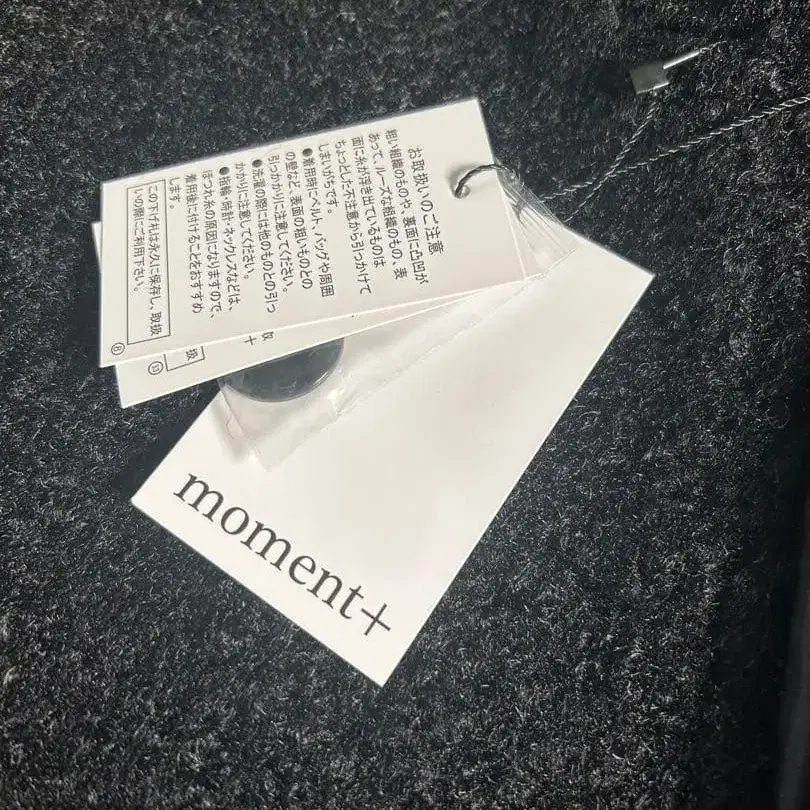 お取扱いのご注意
粗い組織のものや、裏面に凸凹が
あって、ルーズな組織のもの、表
面に糸が浮き出ているものは
ちょっとした不注意から引っかけて
しまいがちです。
●着用時にベルト、バッグや周囲
の壁など、表面の粗いものとの
引っかかりに注意してください。
●洗濯の際には他のものとの引っ
かかりに注意してください。
●指輪・時計・ネックレスなどは、
ほつれ糸の原因になりますので、
着用後に付けることをおすすめ
します。
この下げ札は永久に保存し、取扱
いの際にご利用下さい。
⑧
扱
⑬
moment+